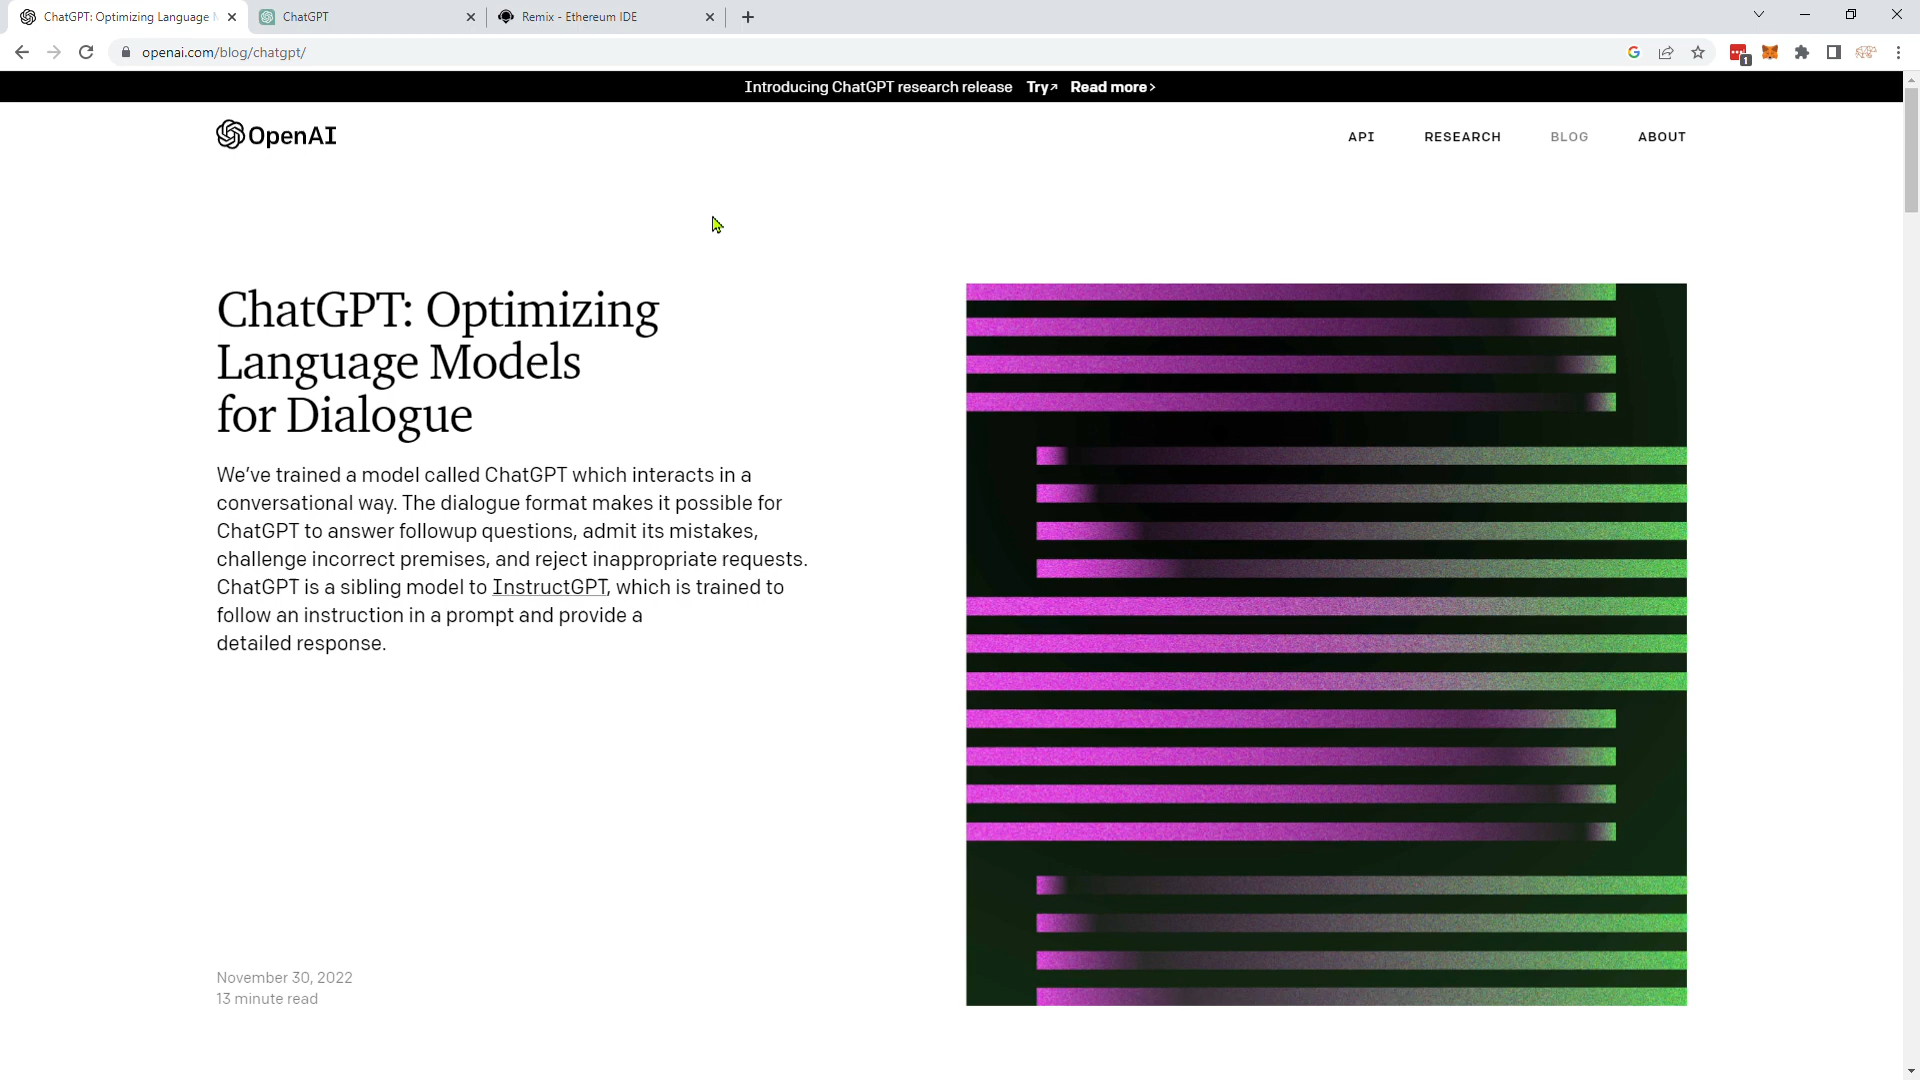 ChatGPT: Optimizing Language
ChatGPT
Remix - Ethereum IDE
openai.com/blog/chatgpt/
1
Introducing ChatGPT research release Try↗ Read more ›
OpenAI
API RESEARCH BLOG ABOUT
ChatGPT: Optimizing
Language Models
for Dialogue
We’ve trained a model called ChatGPT which interacts in a
conversational way. The dialogue format makes it possible for
ChatGPT to answer followup questions, admit its mistakes,
challenge incorrect premises, and reject inappropriate requests.
ChatGPT is a sibling model to InstructGPT, which is trained to
follow an instruction in a prompt and provide a
detailed response.
November 30, 2022
13 minute read